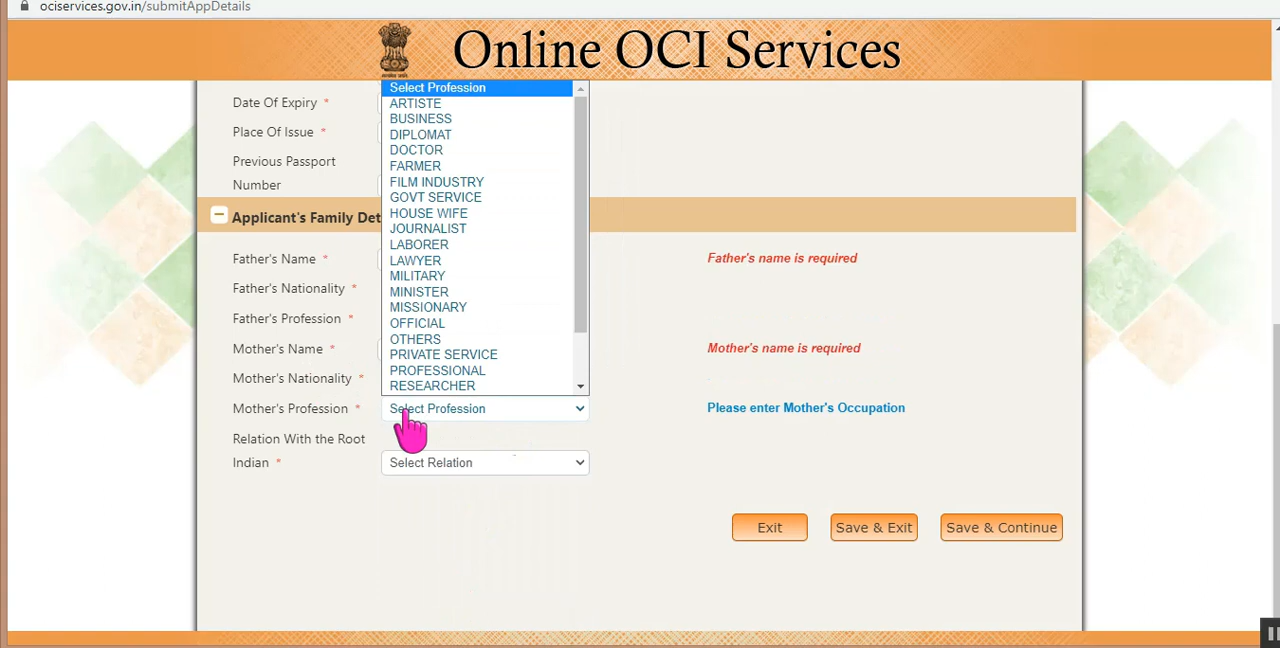 ociservices.gov.in/submitAppDetails
Online OCI Services
Date Of Expiry *
Place Of Issue *
Previous Passport
Number
Select Profession
ARTISTE
BUSINESS
DIPLOMAT
DOCTOR
FARMER
FILM INDUSTRY
GOVT SERVICE
HOUSE WIFE
JOURNALIST
LABORER
LAWYER
MILITARY
MINISTER
MISSIONARY
OFFICIAL
OTHERS
PRIVATE SERVICE
PROFESSIONAL
RESEARCHER
Applicant's Family Det
Father's Name * Father's name is required
Father's Nationality *
Father's Profession *
Mother's Name * Mother's name is required
Mother's Nationality *
Mother's Profession * Select Profession Please enter Mother's Occupation
Relation With the Root
Indian * Select Relation
Exit Save & Exit Save & Continue